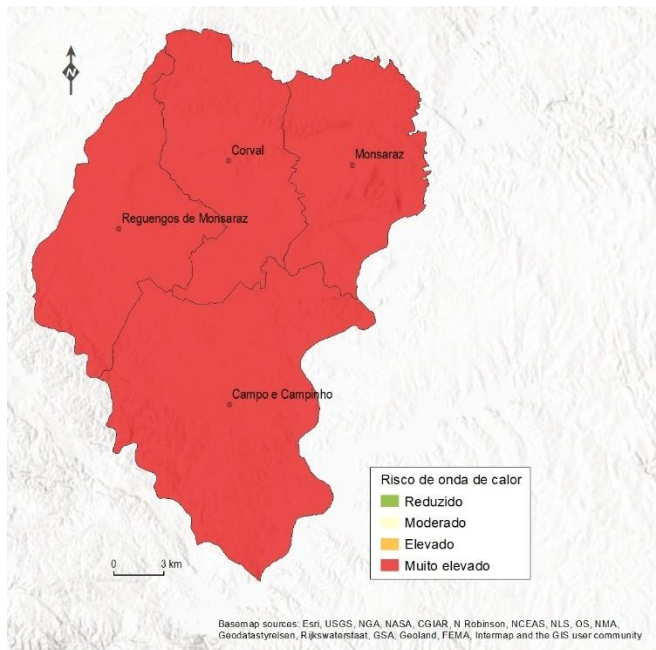 N
Corval
Monsaraz
Reguengos de Monsaraz
Campo e Campinho
Risco de onda de calor
Reduzido
Moderado
Elevado
Muito elevado
0 3 km
Basemap sources: Esri, USGS, NGA, NASA, CGIAR, N Robinson, NCEAS, NLS, OS, NMA,
Geodatastyrelsen, Rijkswaterstaat, GSA, Geoland, FEMA, Intermap and the GIS user community